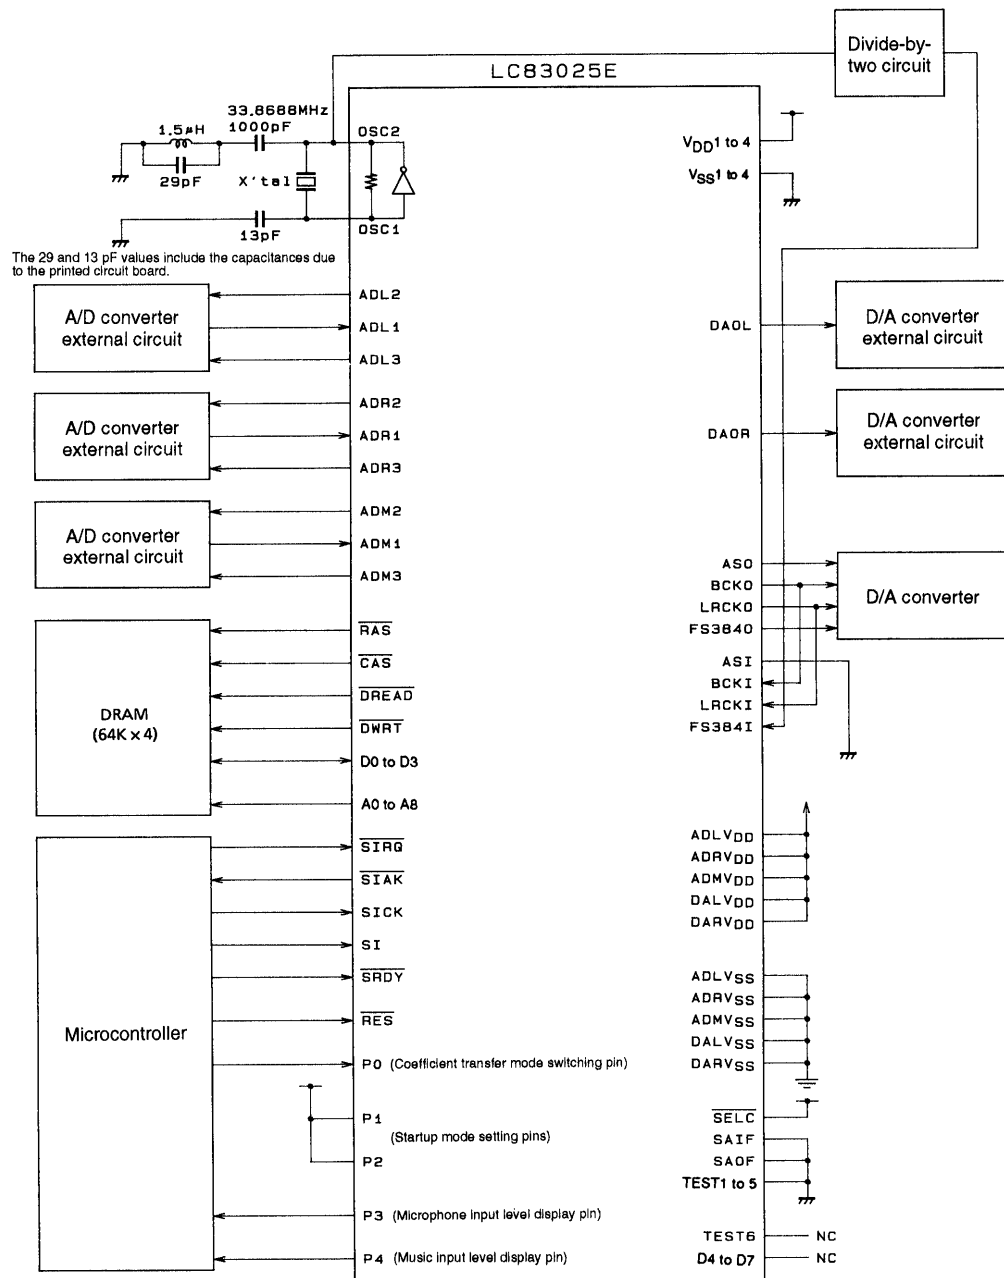 Divide-by-
two circuit
LC83025E
33.8688MHz
1.5μH
1000pF
OSC2
29pF
X'tal
13pF
OSC1
VDD1 to 4
VSS1 to 4
The 29 and 13 pF values include the capacitances due
to the printed circuit board.
A/D converter
external circuit
ADL2
ADL1
ADL3
A/D converter
external circuit
ADR2
ADR1
ADR3
A/D converter
external circuit
ADM2
ADM1
ADM3
DRAM
(64K x 4)
RAS
CAS
DREAD
DWRT
D0 to D3
A0 to A8
Microcontroller
SIRQ
SIAK
SICK
SI
SRDY
RES
P0 (Coefficient transfer mode switching pin)
P1
(Startup mode setting pins)
P2
P3 (Microphone input level display pin)
P4 (Music input level display pin)
DAOL
D/A converter
external circuit
DAOR
D/A converter
external circuit
ASO
BCKO
LRCKO
FS384O
D/A converter
ASI
BCKI
LRCKI
FS384I
ADLVDD
ADRVDD
ADMVDD
DALVDD
DARVDD
ADLVSS
ADRVSS
ADMVSS
DALVSS
DARVSS
SELC
SAIF
SAOF
TEST1 to 5
TEST6 NC
D4 to D7 NC